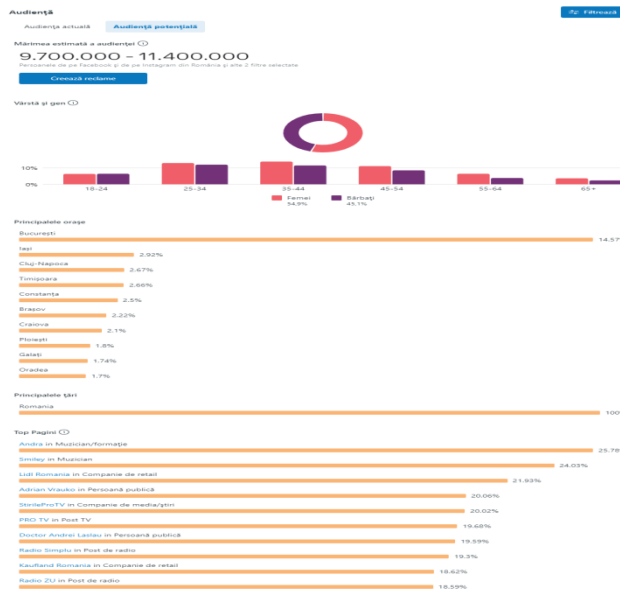 Audiență
Filtrează
Audiența actuală
Audiență potențială
Mărimea estimată a audienței
9.700.000 - 11.400.000
Persoanele de pe Facebook și de pe Instagram din România și alte 2 filtre selectate
Creează reclame
Vârstă și gen
10%
0%
18-24 25-34 35-44 45-54 55-64 65+
Femei Bărbați
54,9% 45,1%
Principalele orașe
București
14,57
Iași
2.92%
Cluj-Napoca
2.67%
Timișoara
2.66%
Constanța
2.5%
Brașov
2.22%
Craiova
2.1%
Ploiești
1.8%
Galați
1.74%
Oradea
1.7%
Principalele țări
Romania
100
Top Pagini
Andra in Muzician/formație
25.78
Smiley in Muzician
24.03%
Lidl Romania in Companie de retail
21.93%
Adrian Vrauko in Persoană publică
20.06%
StirileProTV in Companie de media/știri
20.02%
PRO TV in Post TV
19.68%
Doctor Andrei Laslau in Persoană publică
19.59%
Radio Simplu in Post de radio
19.3%
Kaufland Romania in Companie de retail
18.62%
Radio ZU in Post de radio
18.59%